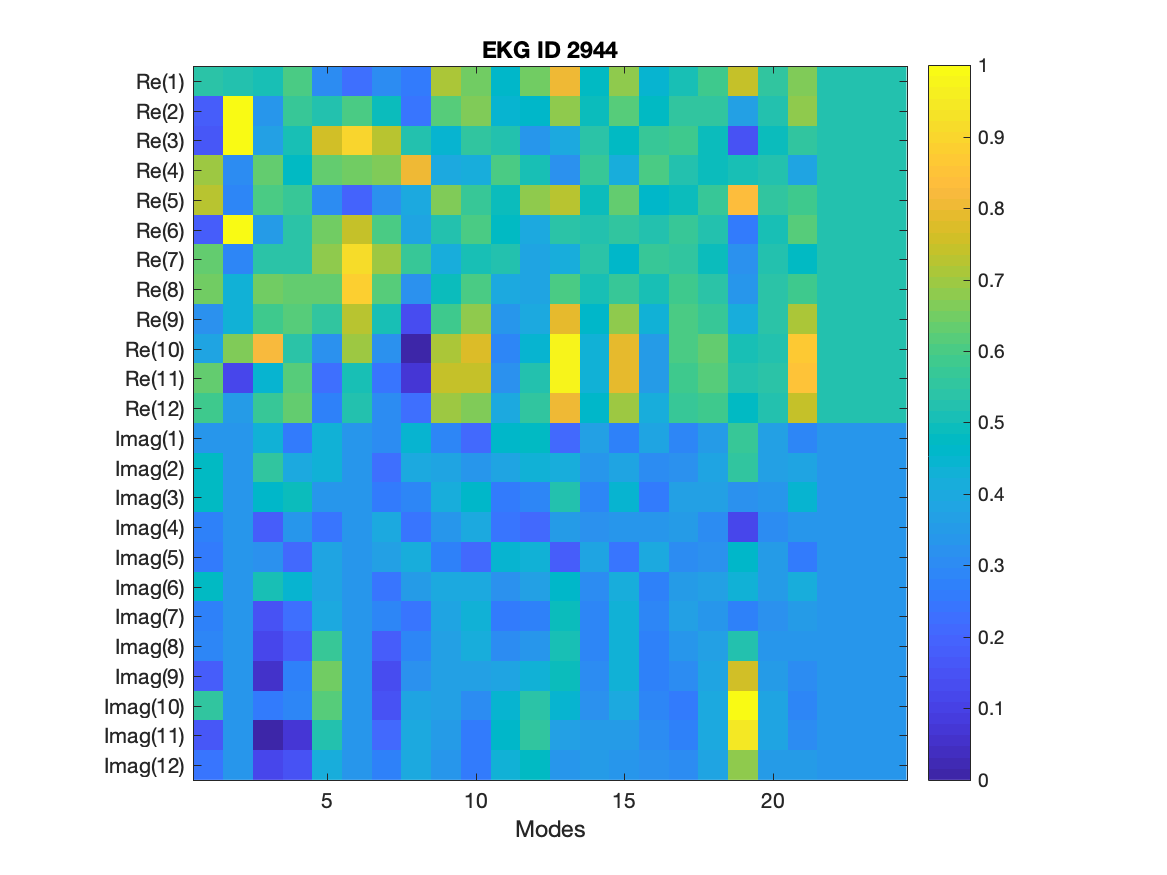 EKG ID 2944
Re(1)
Re(2)
Re(3)
Re(4)
Re(5)
Re(6)
Re(7)
Re(8)
Re(9)
Re(10)
Re(11)
Re(12)
Imag(1)
Imag(2)
Imag(3)
Imag(4)
Imag(5)
Imag(6)
Imag(7)
Imag(8)
Imag(9)
Imag(10)
Imag(11)
Imag(12)
5 10 15 20
Modes
1
0.9
0.8
0.7
0.6
0.5
0.4
0.3
0.2
0.1
0